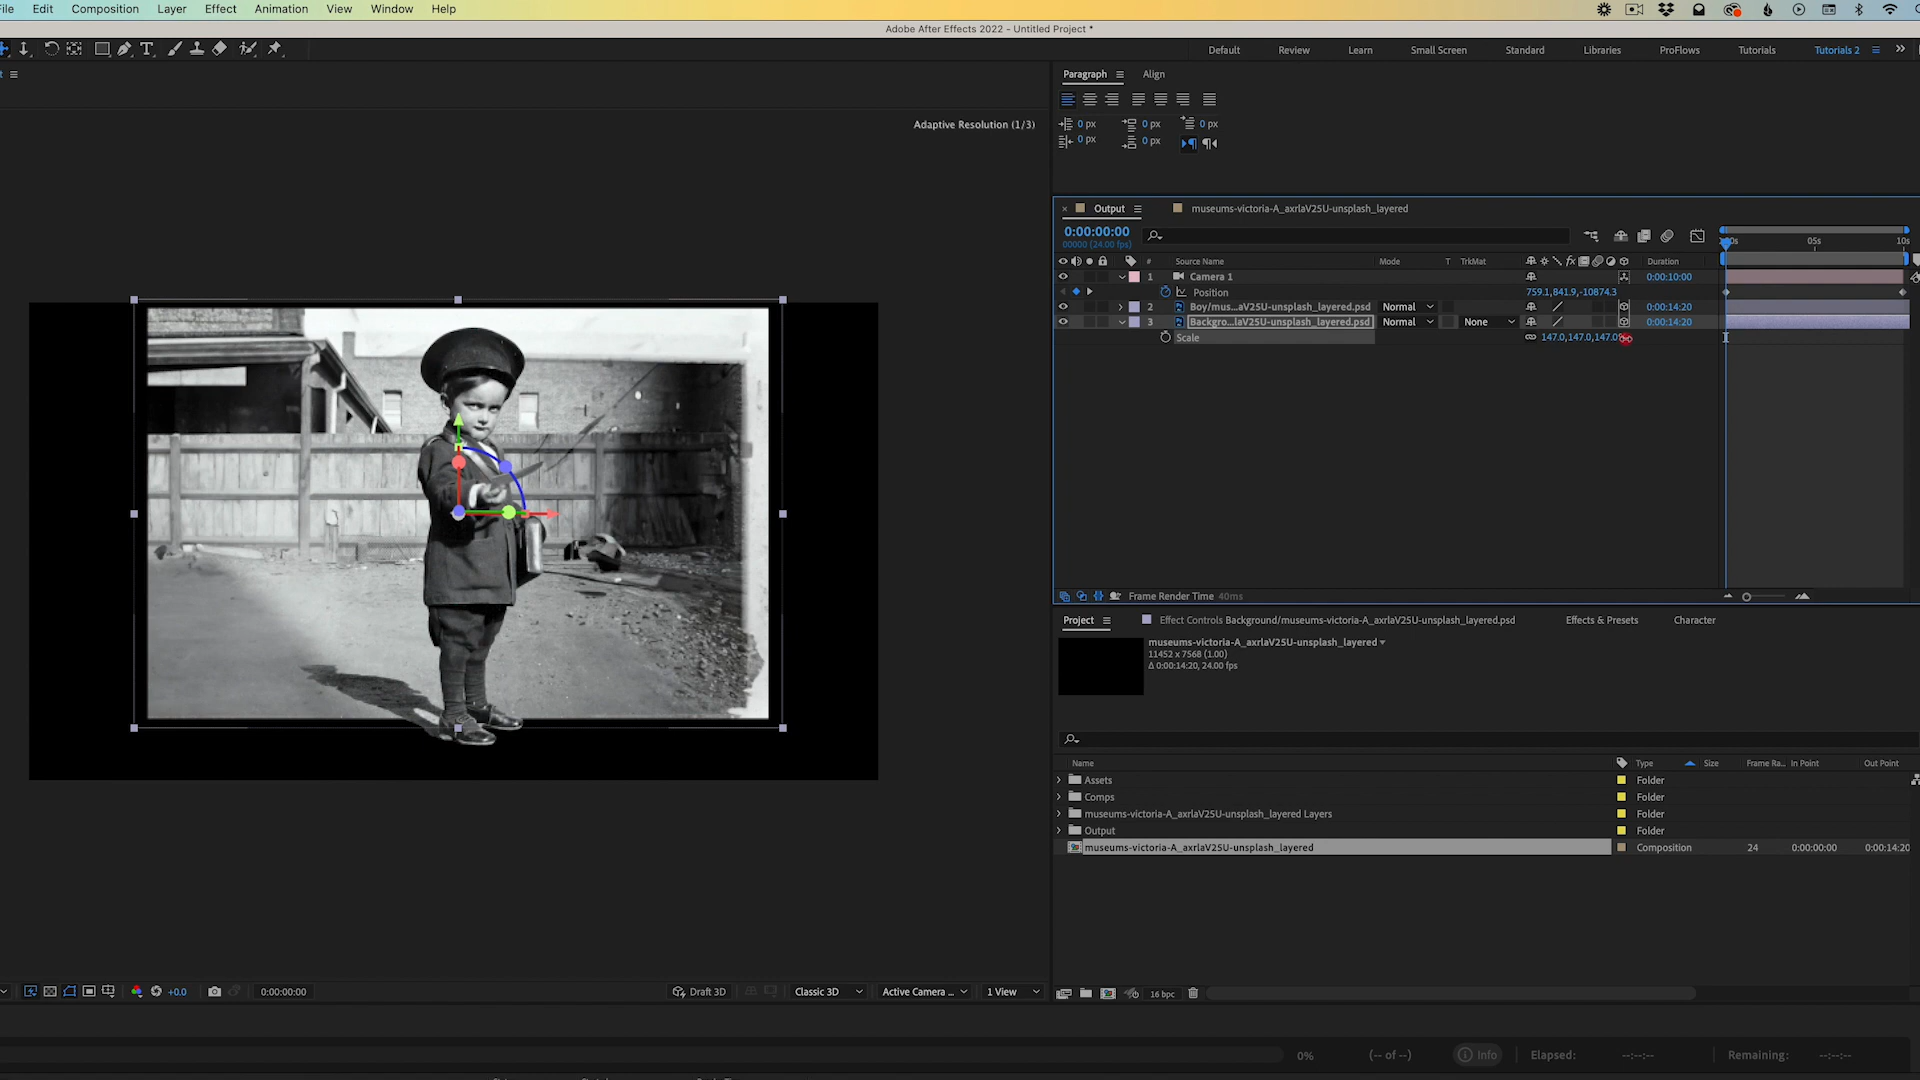 File Edit Composition Layer Effect Animation View Window Help
Adobe After Effects 2022 - Untitled Project *
T
Default Review Learn Small Screen Standard Libraries ProFlows Tutorials Tutorials 2
Paragraph Align
Adaptive Resolution (1/3)
0 px 0 px 0 px
0 px 0 px
Output museums-victoria-A_axrlaV25U-unsplash_layered
0:00:00:00
00000 (24.00 fps)
05s 10s
# Source Name Mode T TrkMat Duration
1 Camera 1 0:00:10:00
Position 759.1,841.9,-10874.3
2 Boy/mus...aV25U-unsplash_layered.psd Normal 0:00:14:20
3 Backgro...laV25U-unsplash_layered.psd Normal None 0:00:14:20
Scale 147.0,147.0,147.0%
Frame Render Time 40ms
Project Effect Controls Background/museums-victoria-A_axrlaV25U-unsplash_layered.psd Effects & Presets Character
museums-victoria-A_axrlaV25U-unsplash_layered
11452 x 7568 (1.00)
Δ 0:00:14:20, 24.00 fps
Name Type Size Frame Ra... In Point Out Point
Assets Folder
Comps Folder
museums-victoria-A_axrlaV25U-unsplash_layered Layers Folder
Output Folder
museums-victoria-A_axrlaV25U-unsplash_layered Composition 24 0:00:00:00 0:00:14:20
+0.0 0:00:00:00 Draft 3D Classic 3D Active Camera ... 1 View
16 bpc
0% (-- of --) Info Elapsed: --:--:-- Remaining: --:--:--